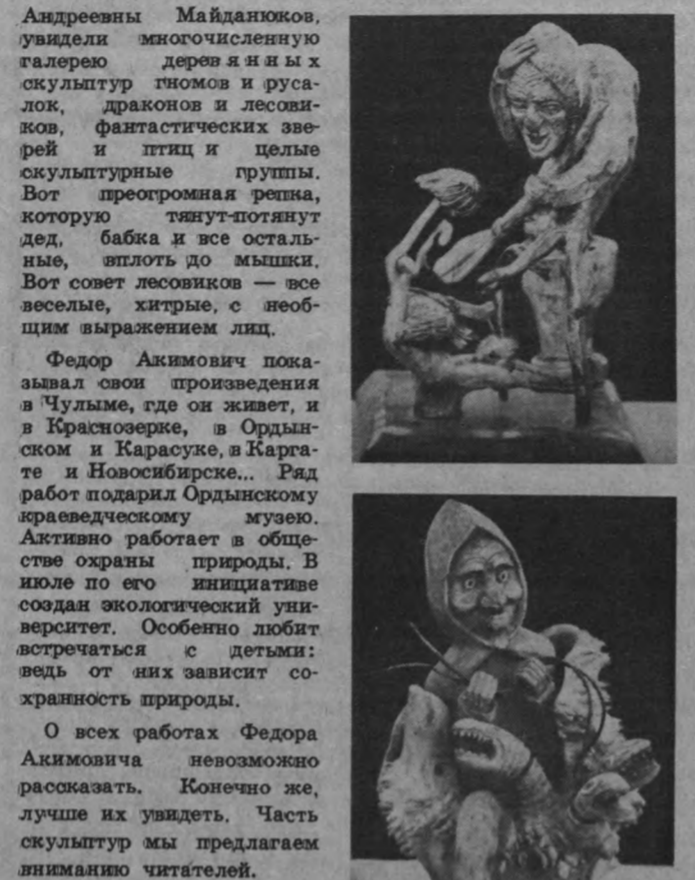 Андреевны Майданюков,
увидели многочисленную
галерею деревянных
скульптур гномов и руса-
лок, драконов и лесови-
ков, фантастических зве-
рей и птиц и целые
скульптурные группы.
Вот преогромная репка,
которую тянут-потянут
дед, бабка и все осталь-
ные, вплоть до мышки.
Вот совет лесовиков — все
веселые, хитрые, с необ-
щим выражением лиц.
Федор Акимович пока-
зывал свои произведения
в Чулыме, где он живет, и
в Краснозерке, в Ордын-
ском и Карасуке, в Карга-
те и Новосибирске... Ряд
работ подарил Ордынскому
краеведческому музею.
Активно работает в обще-
стве охраны природы. В
июле по его инициативе
создан экологический уни-
верситет. Особенно любит
встречаться с детьми:
ведь от них зависит со-
хранность природы.
О всех работах Федора
Акимовича невозможно
рассказать. Конечно же,
лучше их увидеть. Часть
скульптур мы предлагаем
вниманию читателей.